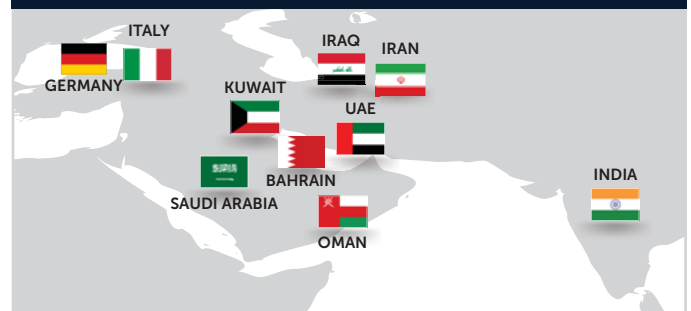 ITALY
GERMANY
IRAQ
IRAN
KUWAIT
UAE
BAHRAIN
SAUDI ARABIA
OMAN
INDIA